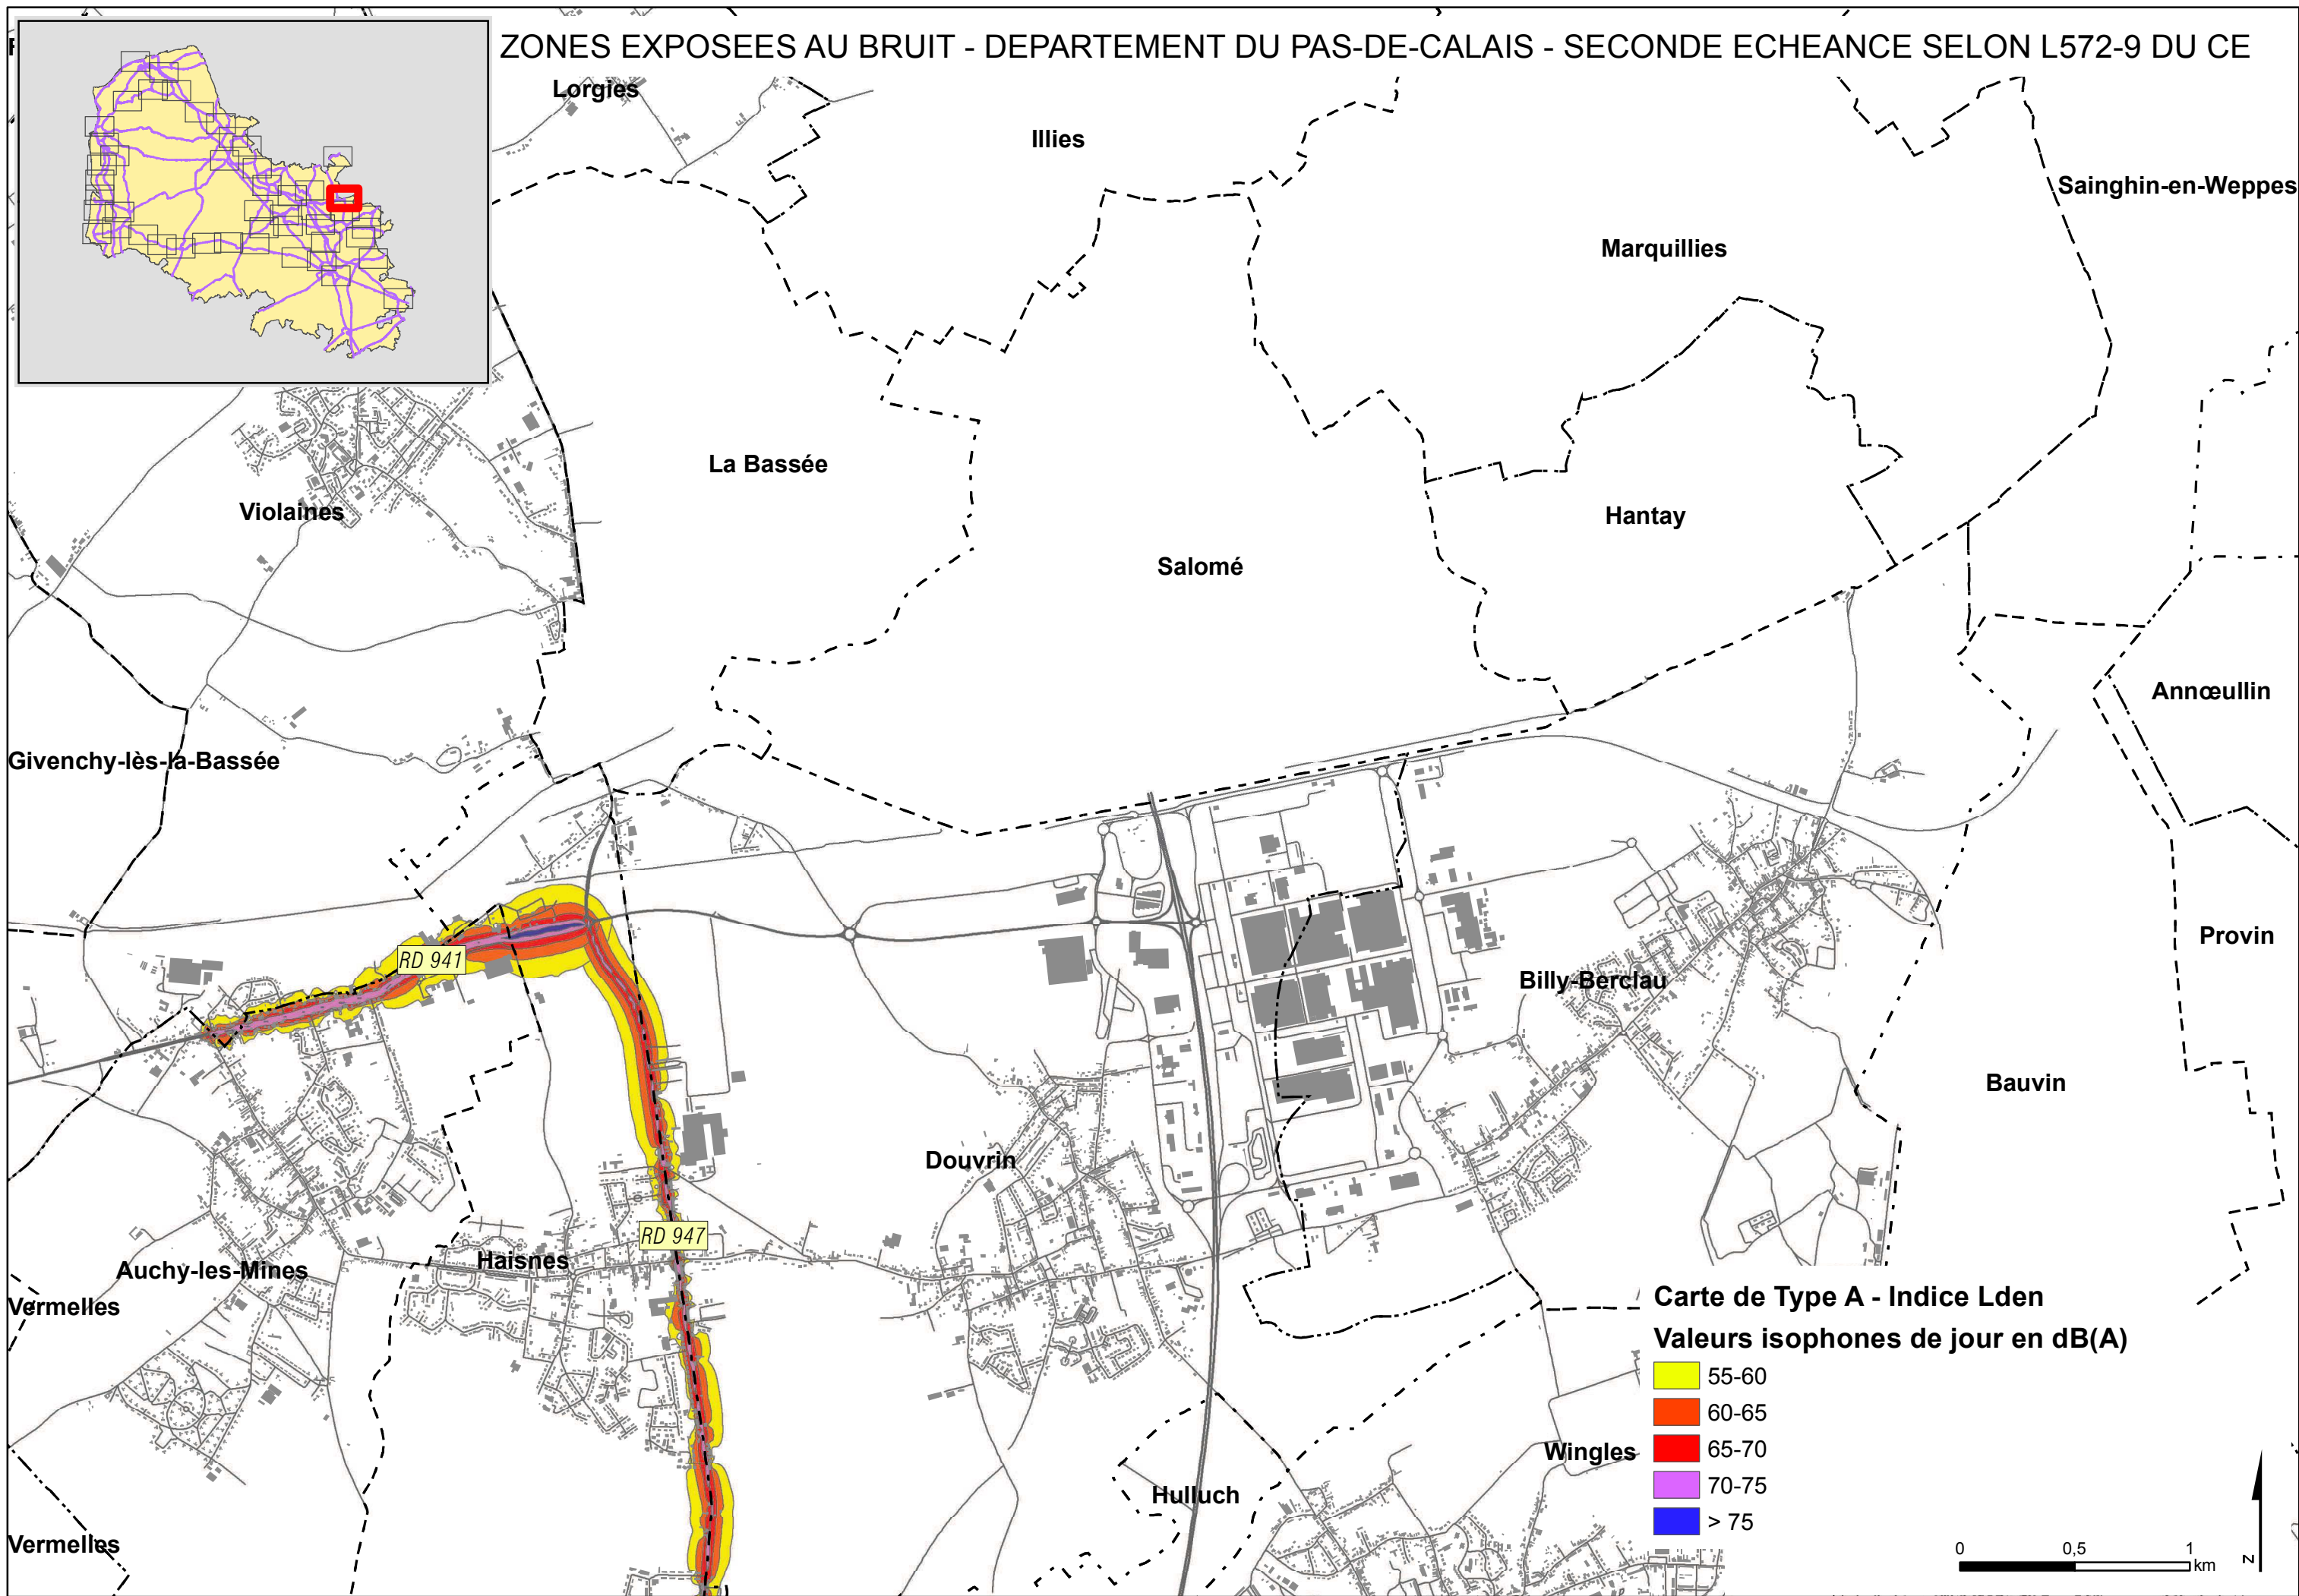 ZONES EXPOSEES AU BRUIT - DEPARTEMENT DU PAS-DE-CALAIS - SECONDE ECHEANCE SELON L572-9 DU CE
Lorgies
Illies
Sainghin-en-Weppes
Marquillies
La Bassée
Violaines
Hantay
Salomé
Annœullin
Givenchy-lès-la-Bassée
Provin
RD 941
Billy-Berclau
Bauvin
Douvrin
RD 947
Haisnes
Auchy-les-Mines
Vermelles
Carte de Type A - Indice Lden
Valeurs isophones de jour en dB(A)
55-60
60-65
65-70
70-75
> 75
Wingles
Hulluch
Vermelles
0 0,5 1
km
N